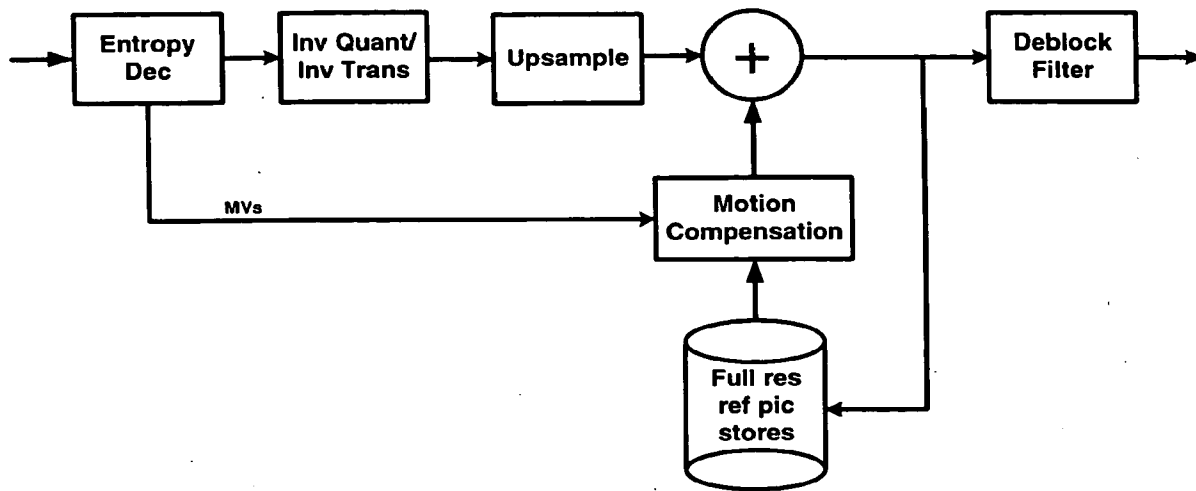 Entropy
Dec
Inv Quant/
Inv Trans
Upsample
+
Deblock
Filter
MVs
Motion
Compensation
Full res
ref pic
stores